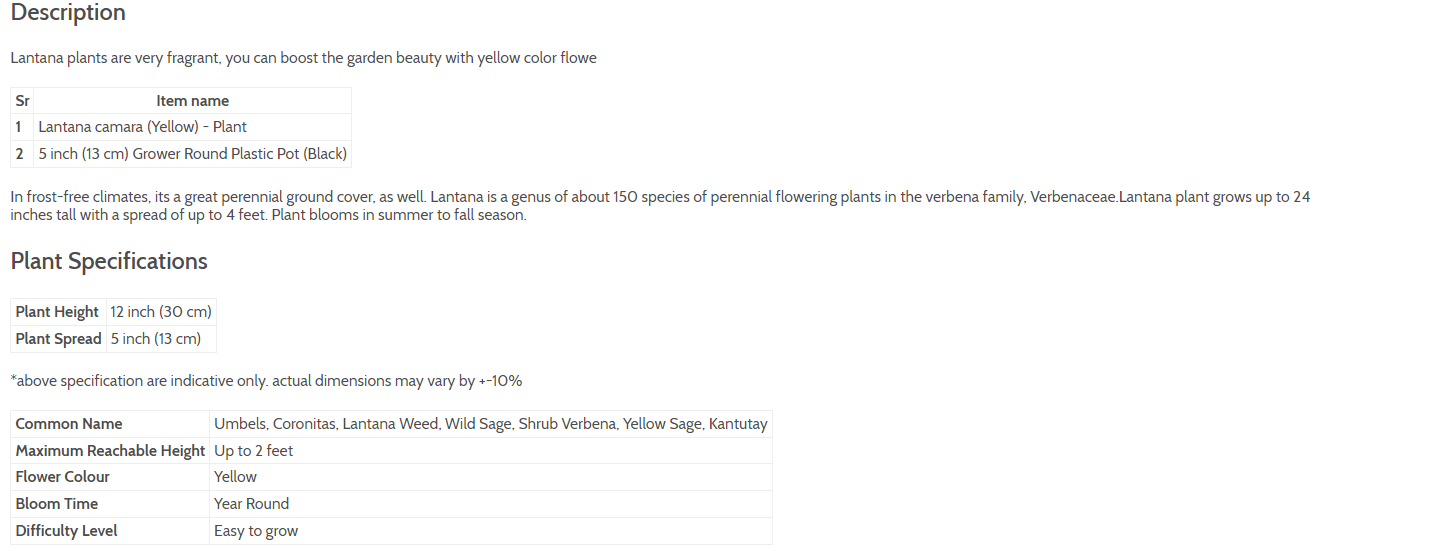 Description
Lantana plants are very fragrant, you can boost the garden beauty with yellow color flowe
Sr Item name
1 Lantana camara (Yellow) - Plant
2 5 inch (13 cm) Grower Round Plastic Pot (Black)
In frost-free climates, its a great perennial ground cover, as well. Lantana is a genus of about 150 species of perennial flowering plants in the verbena family, Verbenaceae.Lantana plant grows up to 24
inches tall with a spread of up to 4 feet. Plant blooms in summer to fall season.
Plant Specifications
Plant Height 12 inch (30 cm)
Plant Spread 5 inch (13 cm)
*above specification are indicative only. actual dimensions may vary by +-10%
Common Name Umbels, Coronitas, Lantana Weed, Wild Sage, Shrub Verbena, Yellow Sage, Kantutay
Maximum Reachable Height Up to 2 feet
Flower Colour Yellow
Bloom Time Year Round
Difficulty Level Easy to grow